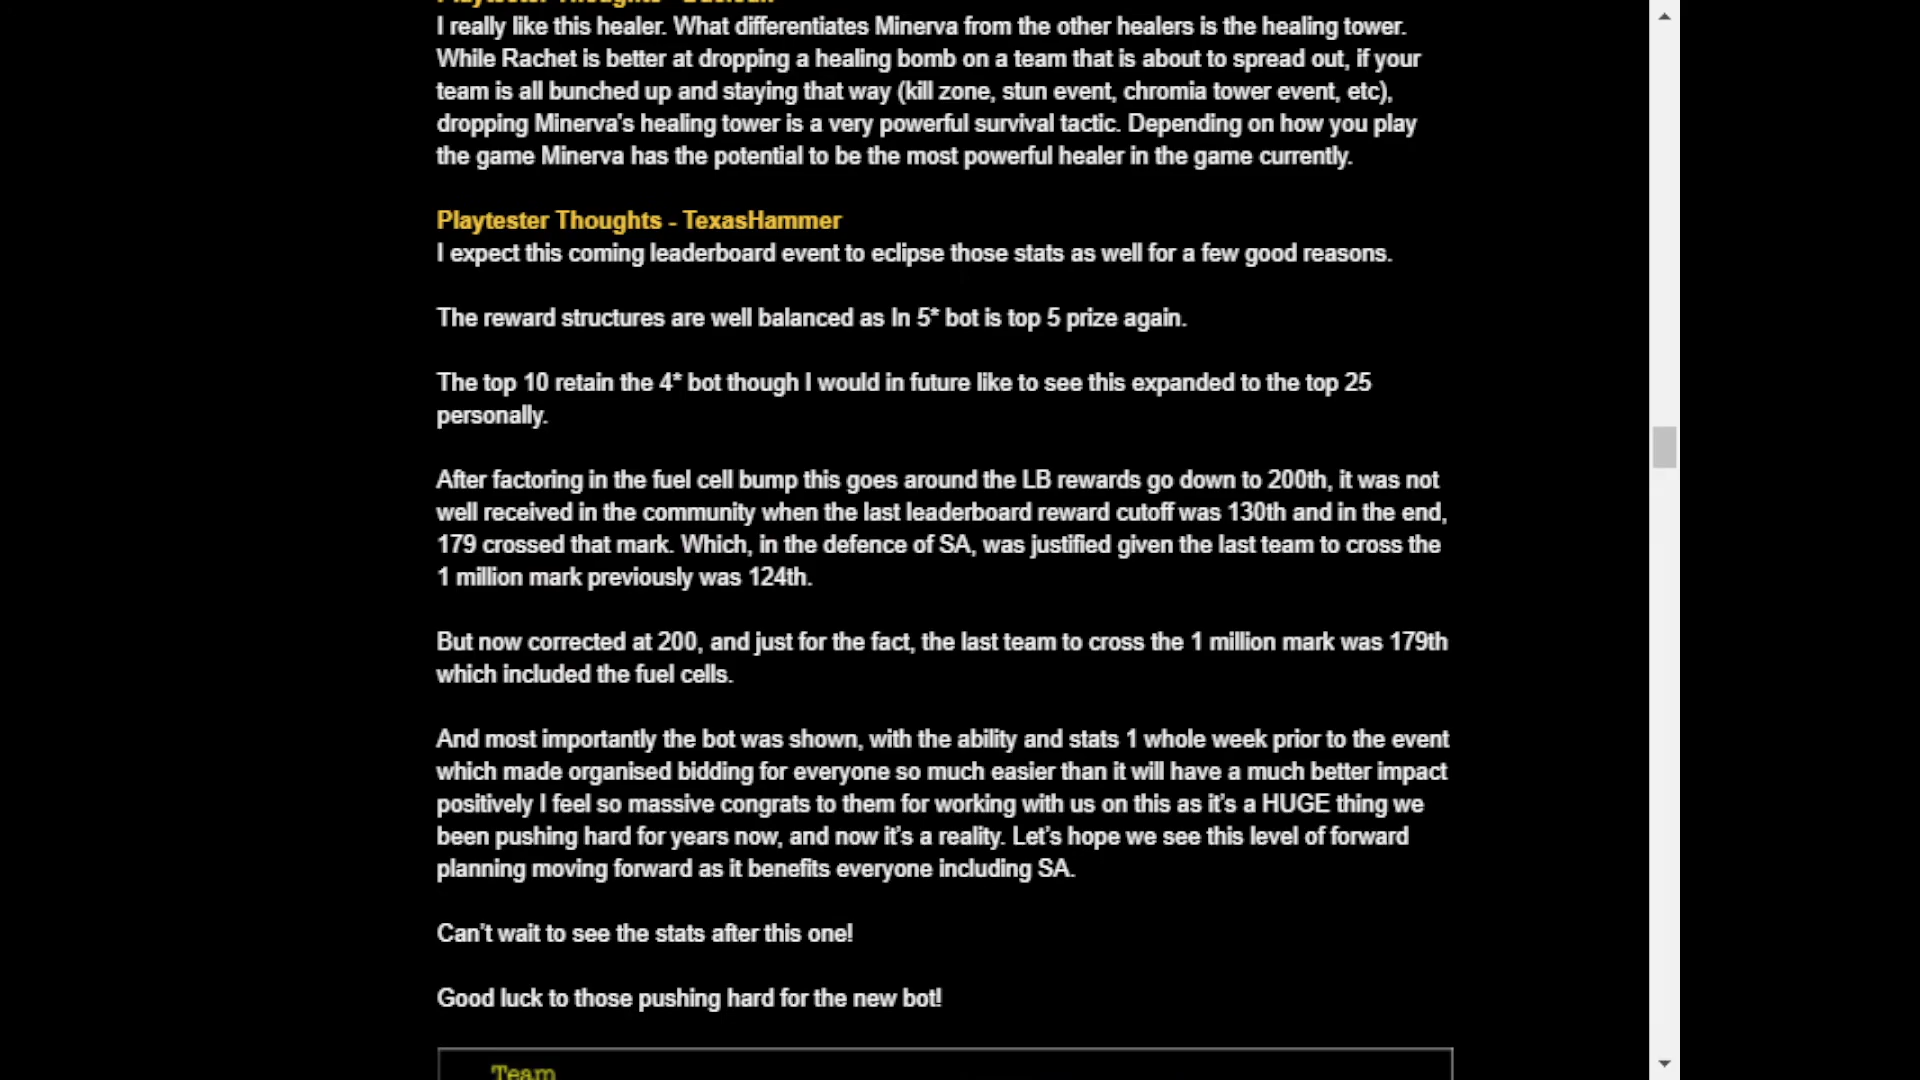 Playtester Thoughts -
I really like this healer. What differentiates Minerva from the other healers is the healing tower.
While Rachet is better at dropping a healing bomb on a team that is about to spread out, if your
team is all bunched up and staying that way (kill zone, stun event, chromia tower event, etc),
dropping Minerva's healing tower is a very powerful survival tactic. Depending on how you play
the game Minerva has the potential to be the most powerful healer in the game currently.
Playtester Thoughts - TexasHammer
I expect this coming leaderboard event to eclipse those stats as well for a few good reasons.
The reward structures are well balanced as In 5* bot is top 5 prize again.
The top 10 retain the 4* bot though I would in future like to see this expanded to the top 25
personally.
After factoring in the fuel cell bump this goes around the LB rewards go down to 200th, it was not
well received in the community when the last leaderboard reward cutoff was 130th and in the end,
179 crossed that mark. Which, in the defence of SA, was justified given the last team to cross the
1 million mark previously was 124th.
But now corrected at 200, and just for the fact, the last team to cross the 1 million mark was 179th
which included the fuel cells.
And most importantly the bot was shown, with the ability and stats 1 whole week prior to the event
which made organised bidding for everyone so much easier than it will have a much better impact
positively I feel so massive congrats to them for working with us on this as it's a HUGE thing we
been pushing hard for years now, and now it's a reality. Let's hope we see this level of forward
planning moving forward as it benefits everyone including SA.
Can't wait to see the stats after this one!
Good luck to those pushing hard for the new bot!
Team